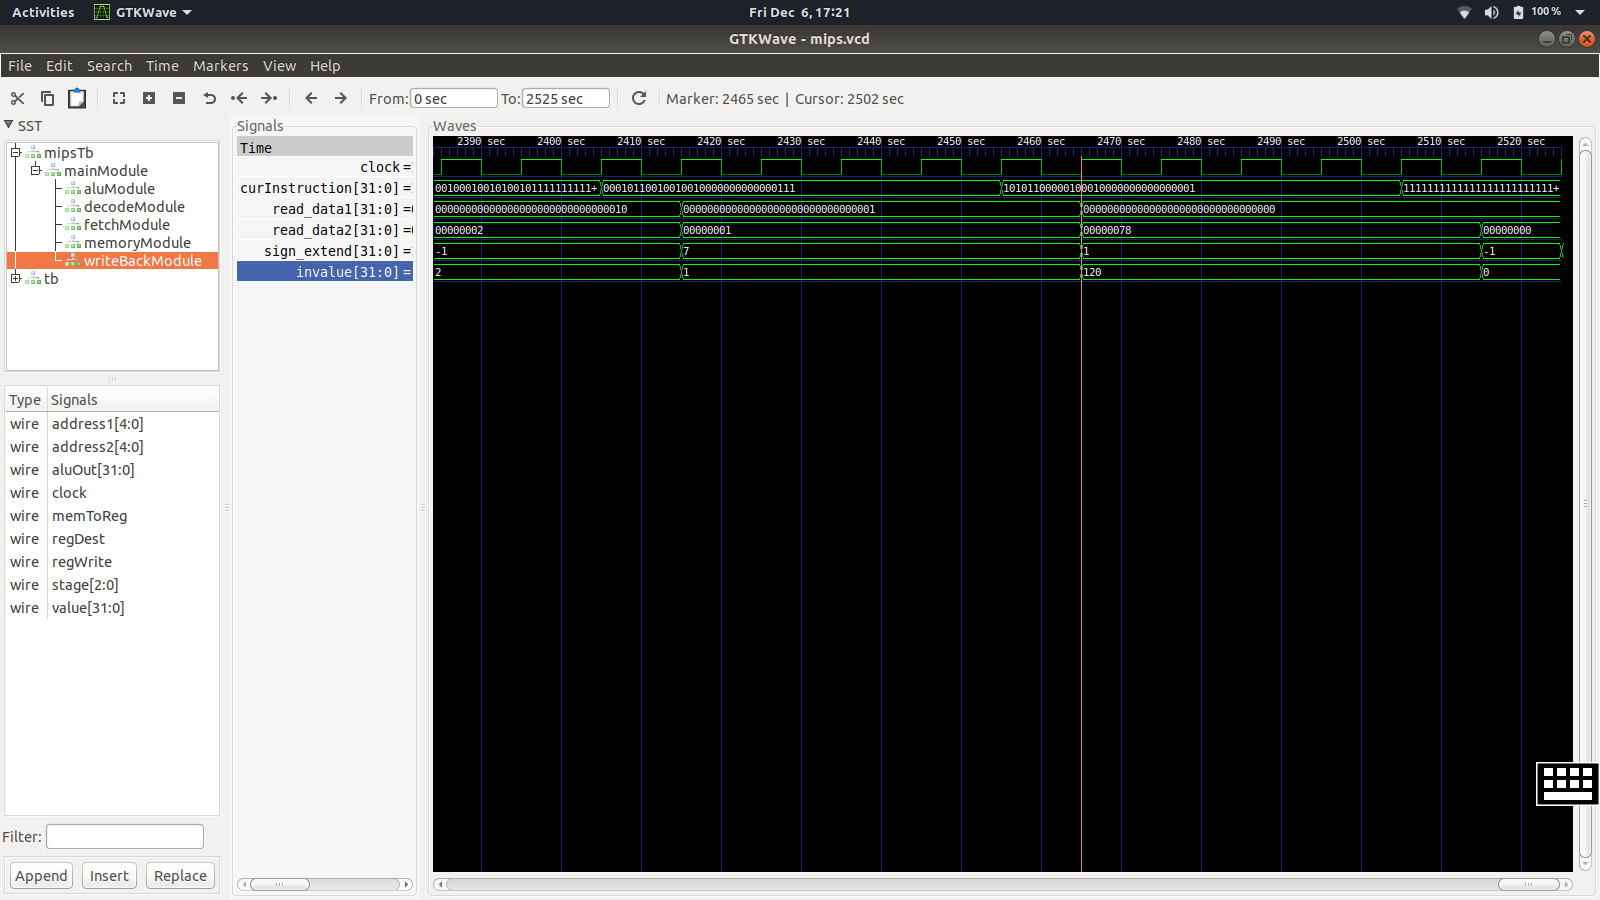 Activities GTKWave Fri Dec 6, 17:21 100 %
GTKWave - mips.vcd
File Edit Search Time Markers View Help
From: 0 sec To: 2525 sec Marker: 2465 sec | Cursor: 2502 sec
SST
mipsTb
mainModule
aluModule
decodeModule
fetchModule
memoryModule
writeBackModule
tb
Type Signals
wire address1[4:0]
wire address2[4:0]
wire aluOut[31:0]
wire clock
wire memToReg
wire regDest
wire regWrite
wire stage[2:0]
wire value[31:0]
Filter:
Append Insert Replace
Signals
Time
clock =
curInstruction[31:0] =
read_data1[31:0] =
read_data2[31:0] =
sign_extend[31:0] =
invalue[31:0] =
Waves
2390 sec 2400 sec 2410 sec 2420 sec 2430 sec 2440 sec 2450 sec 2460 sec 2470 sec 2480 sec 2490 sec 2500 sec 2510 sec 2520 sec
00100010010100101111111111+ 00010110010010010000000000000111 10101100000100010000000000000001 111111111111111111111111+
00000000000000000000000000000010 00000000000000000000000000000001 00000000000000000000000000000000
00000002 00000001 00000078 00000000
-1 7 1 -1
2 1 120 0